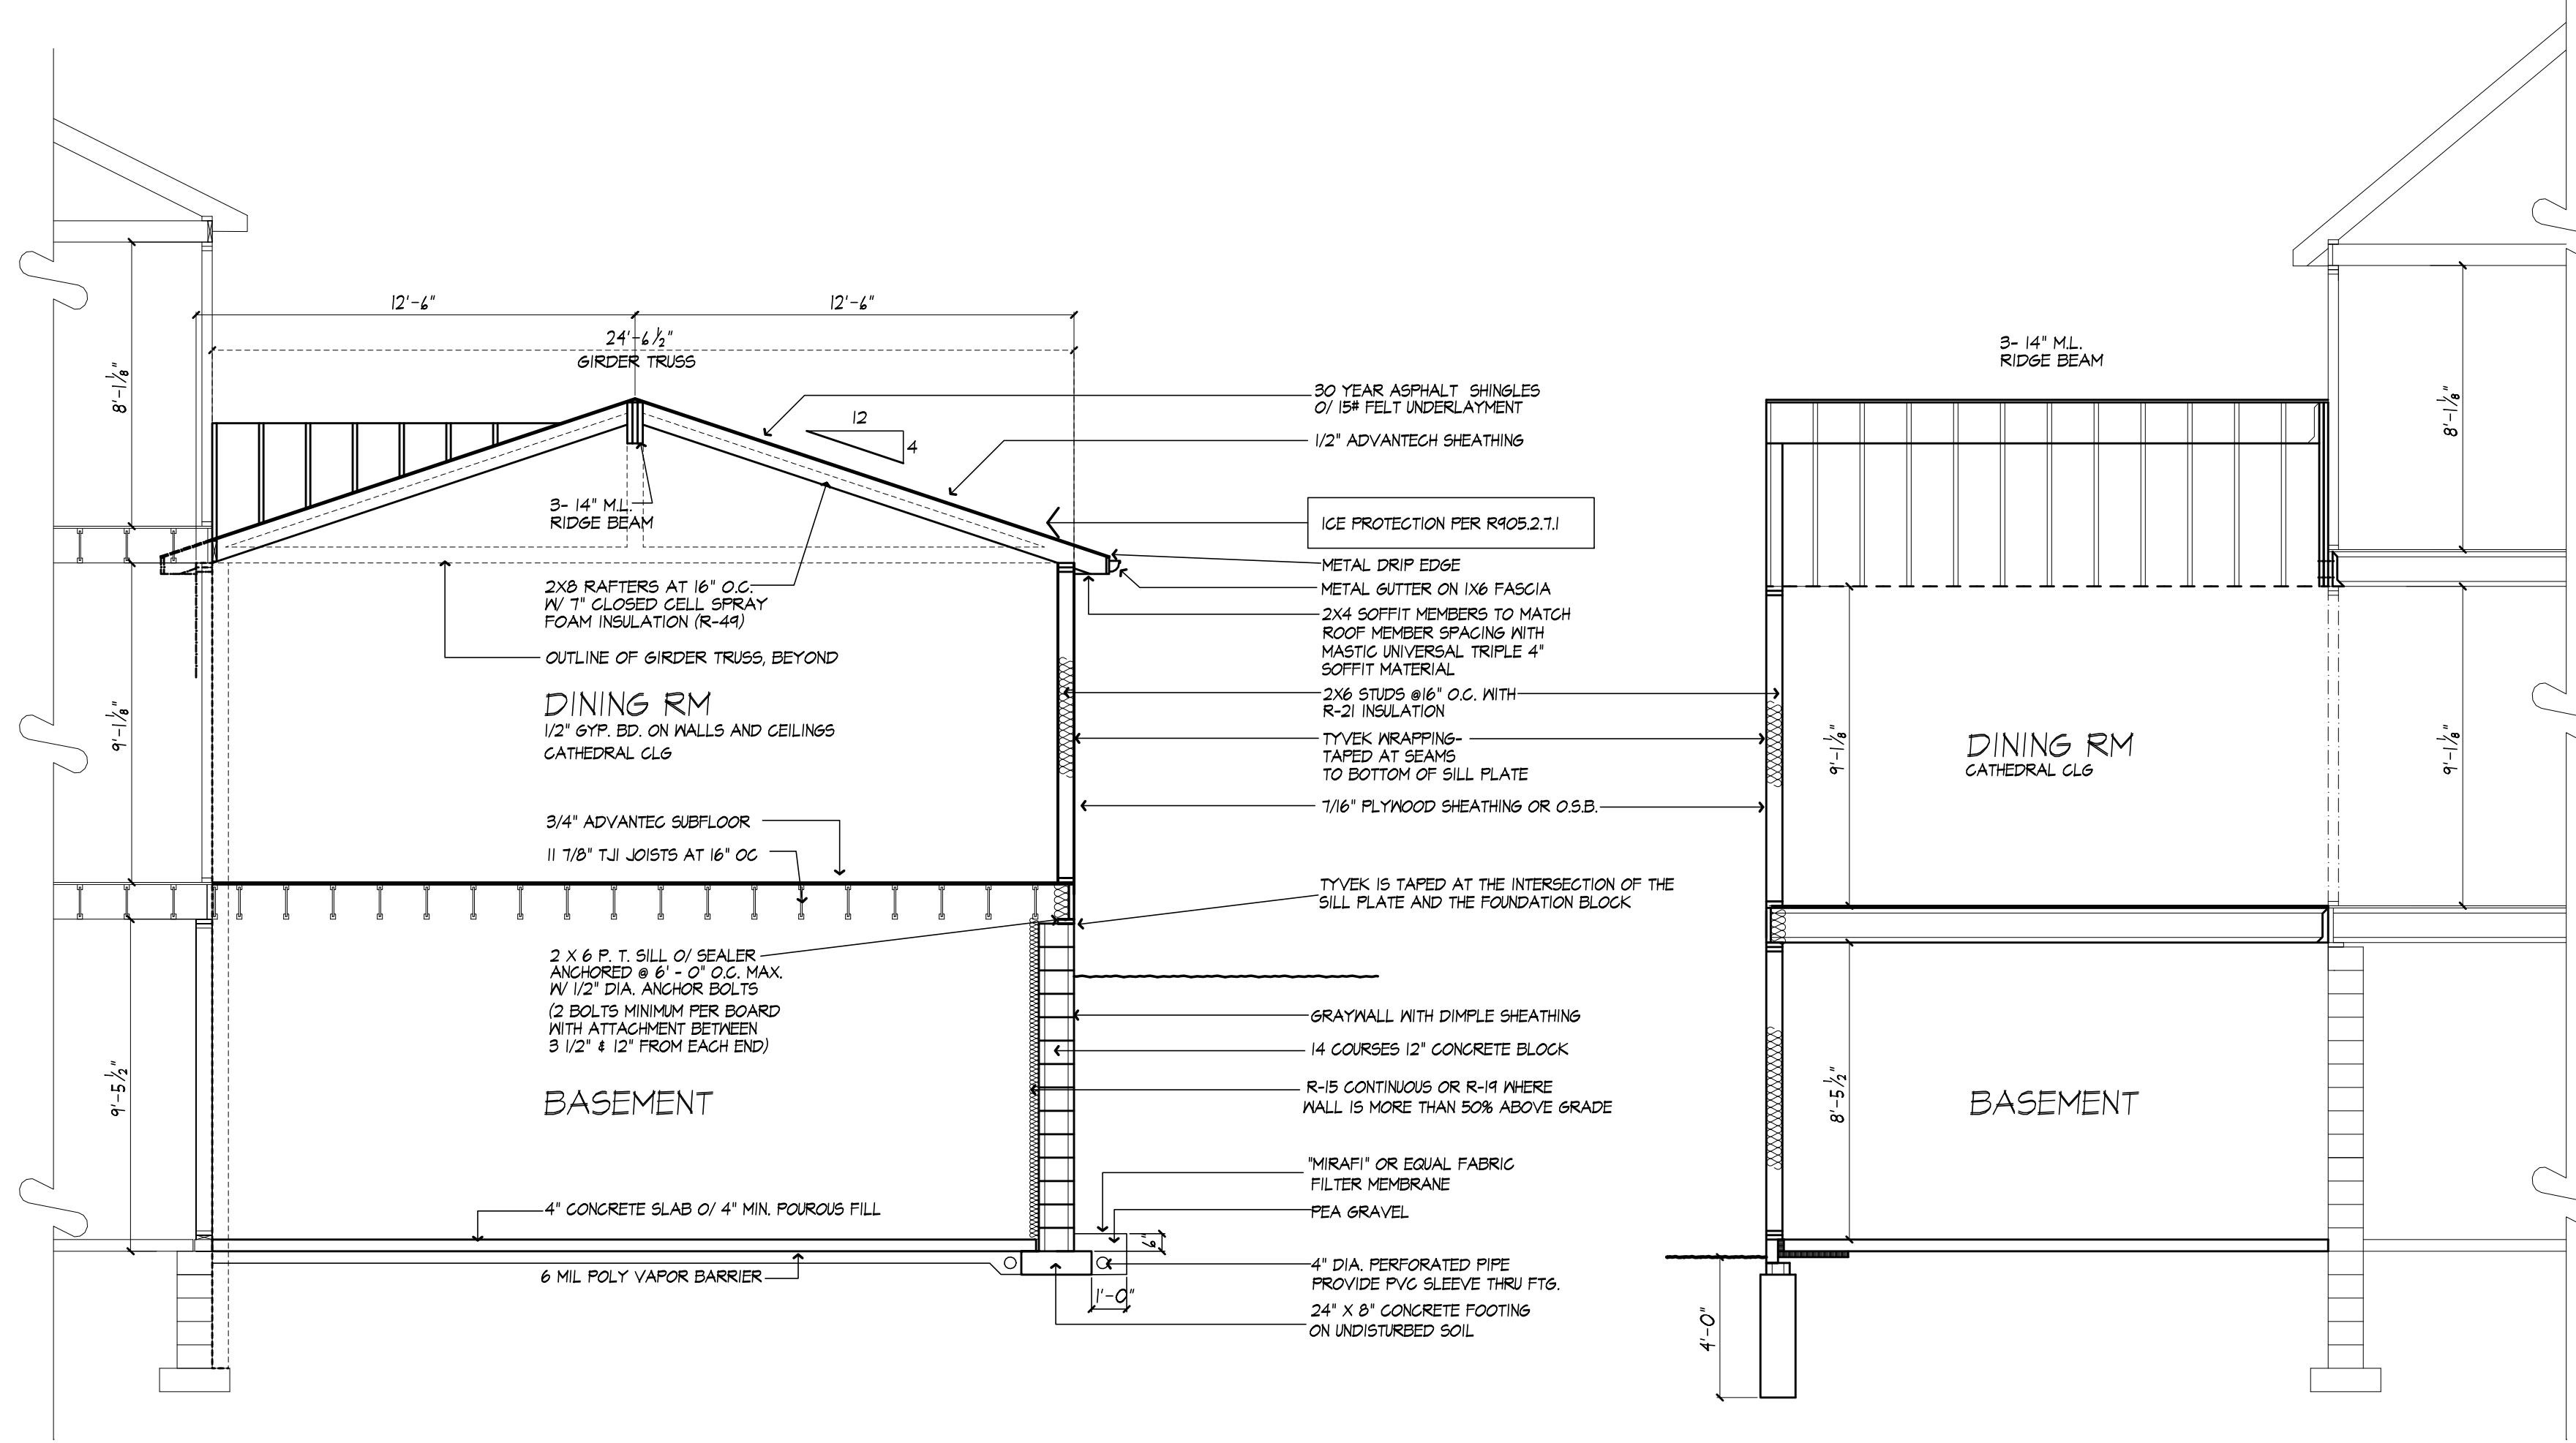 12'-6"
12'-6"
24'-6 1/2"
GIRDER TRUSS
8'-1 1/8"
12
4
3- 14" M.L.
RIDGE BEAM
2X8 RAFTERS AT 16" O.C.
W/ 7" CLOSED CELL SPRAY
FOAM INSULATION (R-49)
OUTLINE OF GIRDER TRUSS, BEYOND
DINING RM
1/2" GYP. BD. ON WALLS AND CEILINGS
CATHEDRAL CLG
9'-1 1/8"
3/4" ADVANTEC SUBFLOOR
11 7/8" TJI JOISTS AT 16" OC
2 X 6 P. T. SILL O/ SEALER
ANCHORED @ 6' - 0" O.C. MAX.
W/ 1/2" DIA. ANCHOR BOLTS
(2 BOLTS MINIMUM PER BOARD
WITH ATTACHMENT BETWEEN
3 1/2" & 12" FROM EACH END)
9'-5 1/2"
BASEMENT
4" CONCRETE SLAB O/ 4" MIN. POUROUS FILL
6 MIL POLY VAPOR BARRIER
6"
1'-0"
30 YEAR ASPHALT SHINGLES
O/ 15# FELT UNDERLAYMENT
1/2" ADVANTECH SHEATHING
ICE PROTECTION PER R905.2.7.1
METAL DRIP EDGE
METAL GUTTER ON 1X6 FASCIA
2X4 SOFFIT MEMBERS TO MATCH
ROOF MEMBER SPACING WITH
MASTIC UNIVERSAL TRIPLE 4"
SOFFIT MATERIAL
2X6 STUDS @16" O.C. WITH
R-21 INSULATION
TYVEK WRAPPING-
TAPED AT SEAMS
TO BOTTOM OF SILL PLATE
7/16" PLYWOOD SHEATHING OR O.S.B.
TYVEK IS TAPED AT THE INTERSECTION OF THE
SILL PLATE AND THE FOUNDATION BLOCK
GRAYWALL WITH DIMPLE SHEATHING
14 COURSES 12" CONCRETE BLOCK
R-15 CONTINUOUS OR R-19 WHERE
WALL IS MORE THAN 50% ABOVE GRADE
"MIRAFI" OR EQUAL FABRIC
FILTER MEMBRANE
PEA GRAVEL
4" DIA. PERFORATED PIPE
PROVIDE PVC SLEEVE THRU FTG.
24" X 8" CONCRETE FOOTING
ON UNDISTURBED SOIL
3- 14" M.L.
RIDGE BEAM
8'-1 1/8"
9'-1 1/8"
DINING RM
CATHEDRAL CLG
9'-1 1/8"
8'-5 1/2"
BASEMENT
4'-0"